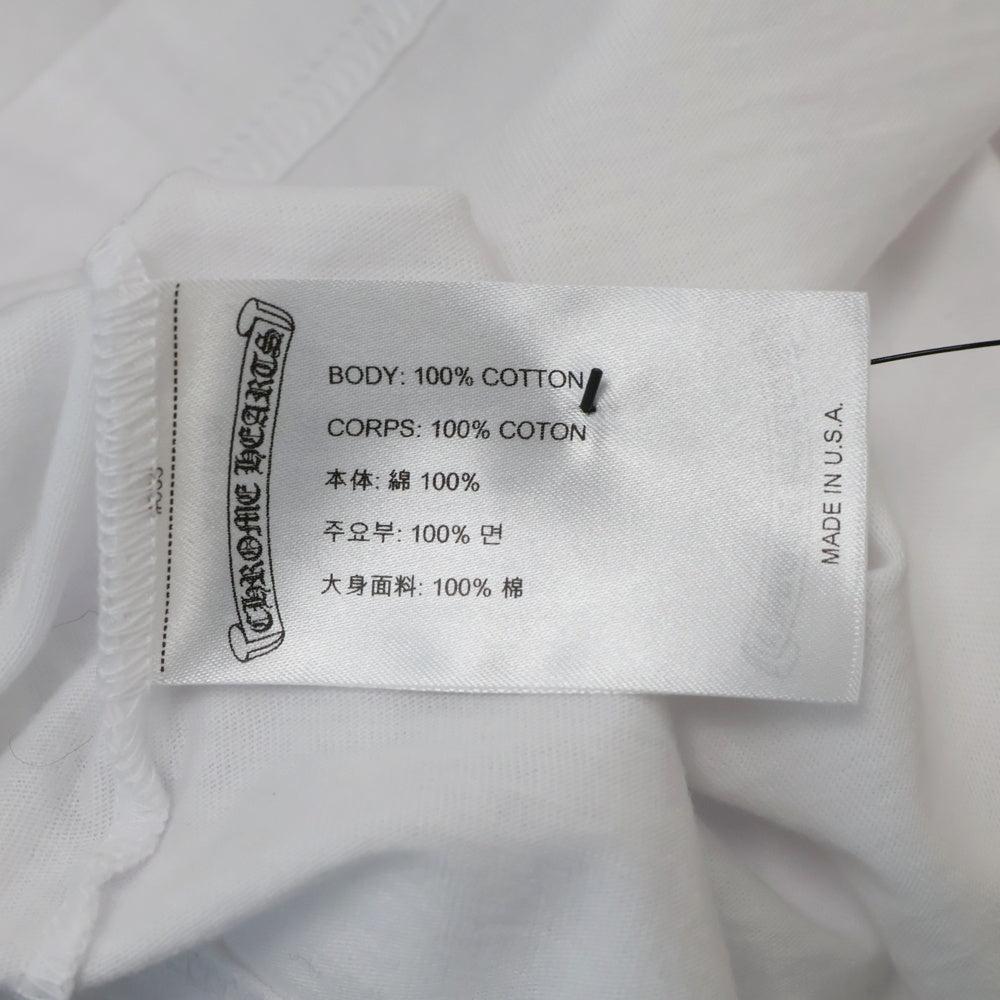 CHROME HEARTS
BODY: 100% COTTON
CORPS: 100% COTON
本体: 綿 100%
주요부: 100% 면
大身面料: 100% 棉
MADE IN U.S.A.